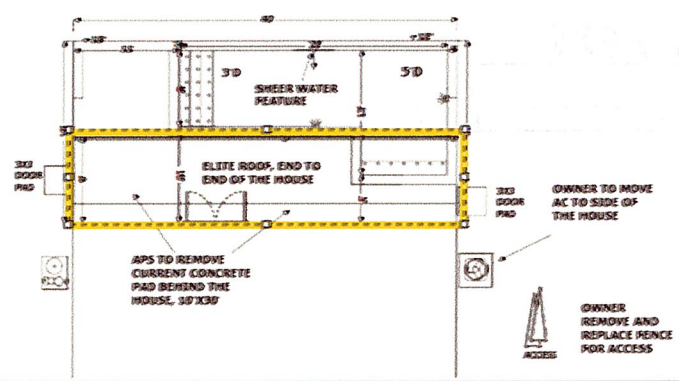 40'
3'D
5'D
SHEER WATER
FEATURE
ELITE ROOF, END TO
END OF THE HOUSE
3X3
DOOR
PAD
3X3
DOOR
PAD
OWNER TO MOVE
AC TO SIDE OF
THE HOUSE
APS TO REMOVE
CURRENT CONCRETE
PAD BEHIND THE
HOUSE, 10'X30'
OWNER
REMOVE AND
REPLACE FENCE
FOR ACCESS
ACCESS